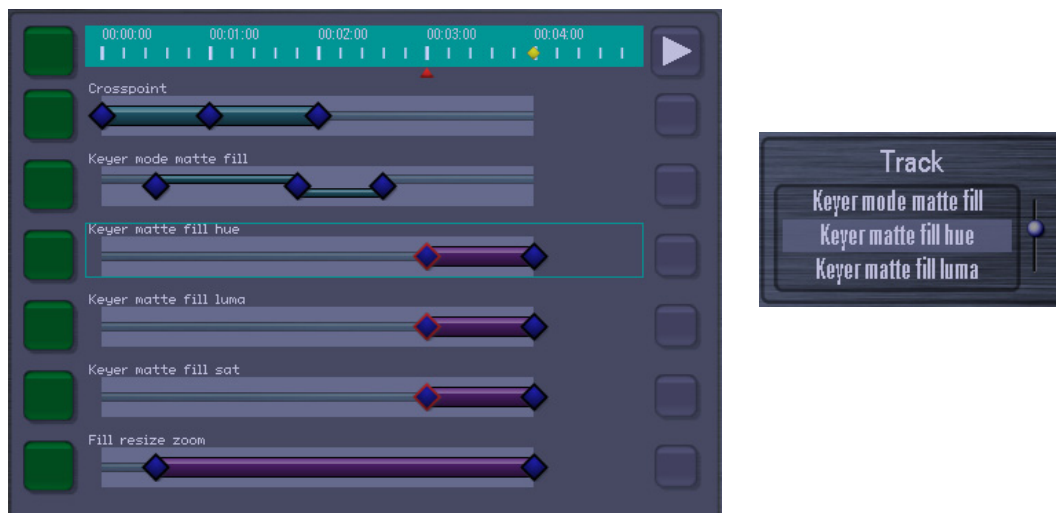 00:00:00 00:01:00 00:02:00 00:03:00 00:04:00
Crosspoint
Keyer mode matte fill
Keyer matte fill hue
Keyer matte fill luma
Keyer matte fill sat
Fill resize zoom
Track
Keyer mode matte fill
Keyer matte fill hue
Keyer matte fill luma